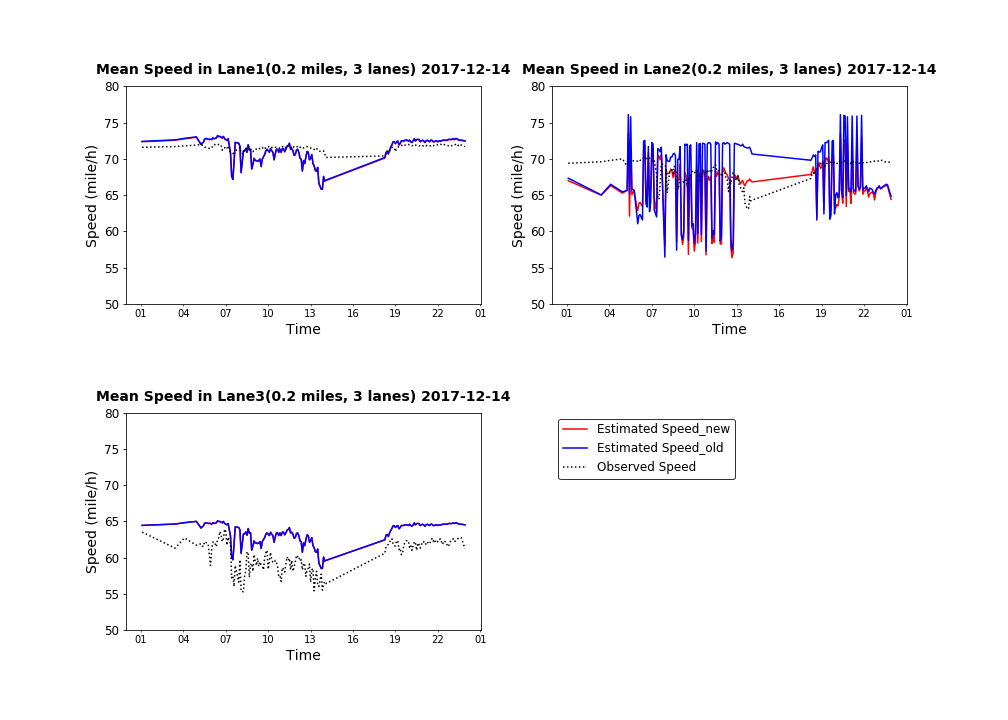 Mean Speed in Lane1(0.2 miles, 3 lanes) 2017-12-14
80
75
70
65
60
55
50
Speed (mile/h)
01 04 07 10 13 16 19 22 01
Time
Mean Speed in Lane2(0.2 miles, 3 lanes) 2017-12-14
80
75
70
65
60
55
50
Speed (mile/h)
01 04 07 10 13 16 19 22 01
Time
Mean Speed in Lane3(0.2 miles, 3 lanes) 2017-12-14
80
75
70
65
60
55
50
Speed (mile/h)
01 04 07 10 13 16 19 22 01
Time
Estimated Speed_new
Estimated Speed_old
Observed Speed